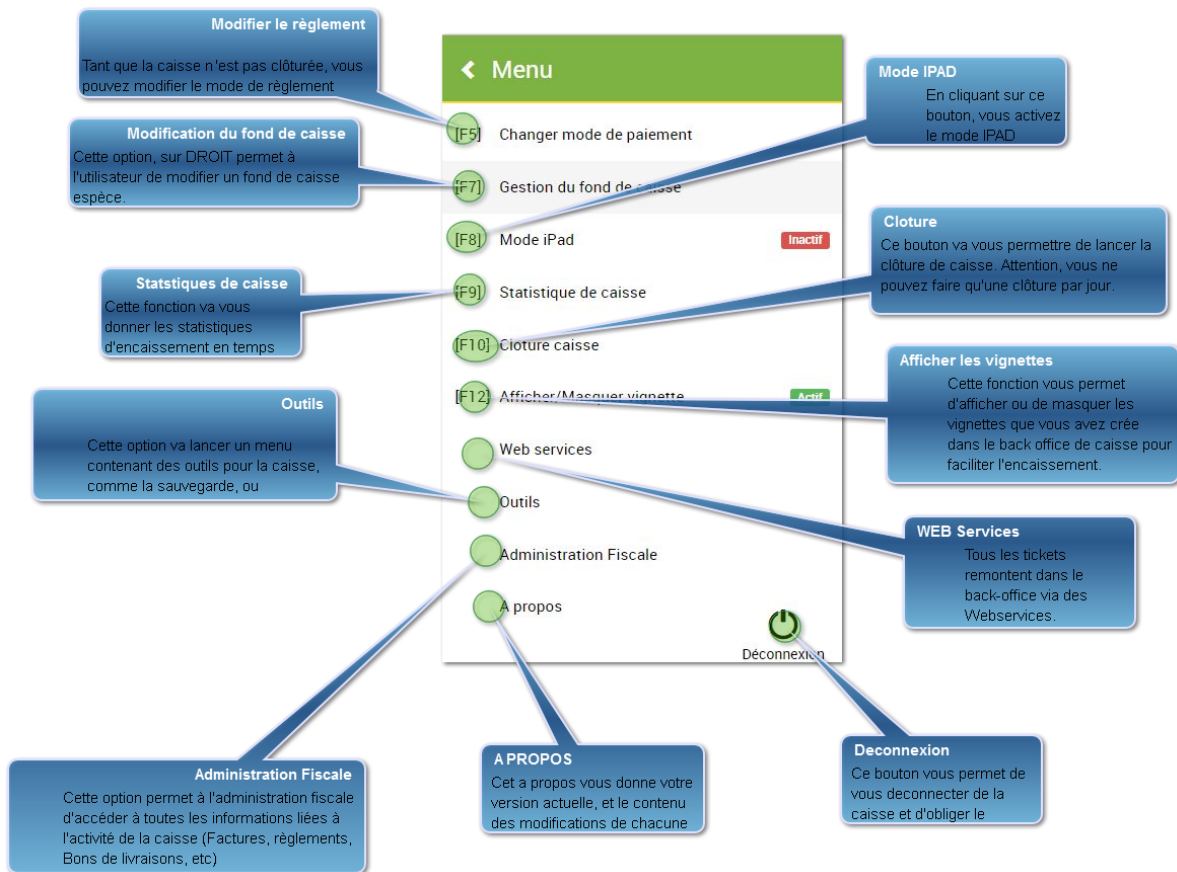 Modifier le règlement
Tant que la caisse n'est pas clôturée, vous
pouvez modifier le mode de règlement
Modification du fond de caisse
Cette option, sur DROIT permet à
l'utilisateur de modifier un fond de caisse
espèce.
Statstiques de caisse
Cette fonction va vous
donner les statistiques
d'encaissement en temps
Outils
Cette option va lancer un menu
contenant des outils pour la caisse,
comme la sauvegarde, ou
Administration Fiscale
Cette option permet à l'administration fiscale
d'accéder à toutes les informations liées à
l'activité de la caisse (Factures, règlements,
Bons de livraisons, etc)
Menu
[F5] Changer mode de paiement
[F7] Gestion du fond de caisse
[F8] Mode iPad Inactif
[F9] Statistique de caisse
[F10] Cloture caisse
[F12] Afficher/Masquer vignette Actif
Web services
Outils
Administration Fiscale
A propos
Déconnexion
A PROPOS
Cet a propos vous donne votre
version actuelle, et le contenu
des modifications de chacune
Mode IPAD
En cliquant sur ce
bouton, vous activez
le mode IPAD
Cloture
Ce bouton va vous permettre de lancer la
clôture de caisse. Attention, vous ne
pouvez faire qu'une clôture par jour.
Afficher les vignettes
Cette fonction vous permet
d'afficher ou de masquer les
vignettes que vous avez crée
dans le back office de caisse pour
faciliter l'encaissement.
WEB Services
Tous les tickets
remontent dans le
back-office via des
Webservices.
Deconnexion
Ce bouton vous permet de
vous deconnecter de la
caisse et d'obliger le